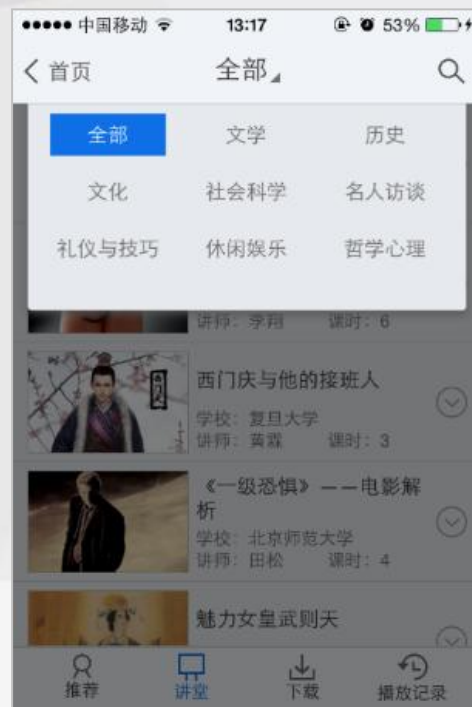 中国移动 13:17 53%
首页 全部
全部 文学 历史
文化 社会科学 名人访谈
礼仪与技巧 休闲娱乐 哲学心理
讲师：李翔 课时：6
西门庆与他的接班人
学校：复旦大学
讲师：黄霖 课时：3
《一级恐惧》——电影解
析
学校：北京师范大学
讲师：田松 课时：4
魅力女皇武则天
推荐 讲堂 下载 播放记录